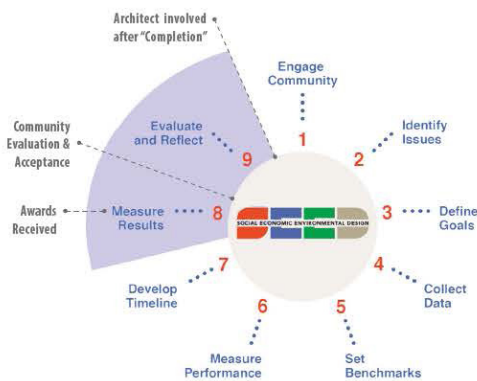 Architect involved
after "Completion"
Engage
Community
Community
Evaluation &
Acceptance
Evaluate
and Reflect
Identify
Issues
1
9
2
Awards
Received
Measure
Results
8
SOCIAL ECONOMIC ENVIRONMENTAL DESIGN
3
Define
Goals
7
4
Develop
Timeline
6
5
Collect
Data
Measure
Performance
Set
Benchmarks